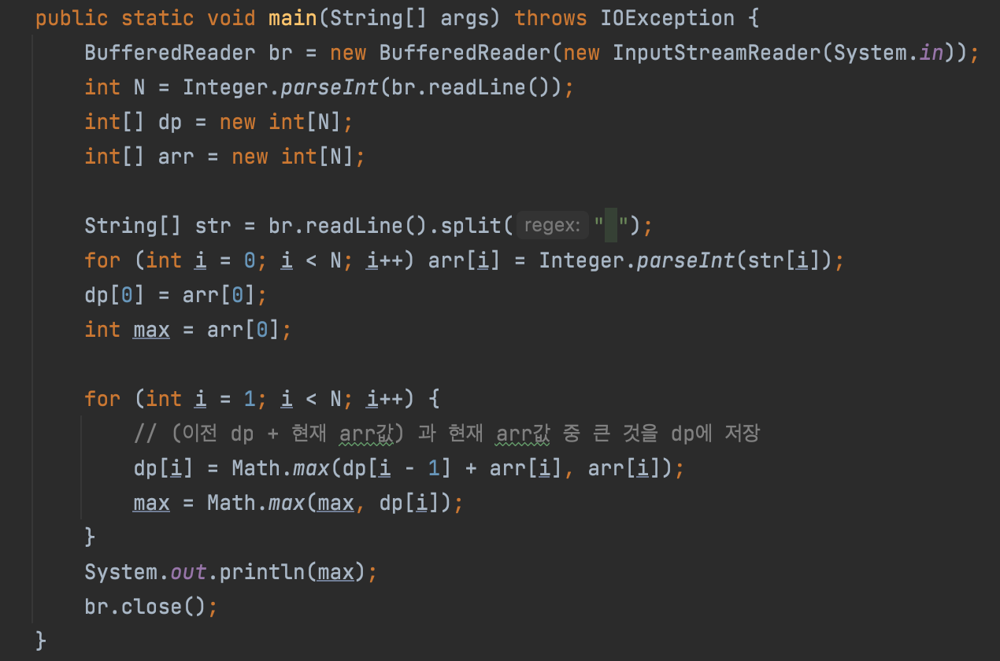 public static void main(String[] args) throws IOException {
BufferedReader br = new BufferedReader(new InputStreamReader(System.in));
int N = Integer.parseInt(br.readLine());
int[] dp = new int[N];
int[] arr = new int[N];
String[] str = br.readLine().split( regex: " ");
for (int i = 0; i < N; i++) arr[i] = Integer.parseInt(str[i]);
dp[0] = arr[0];
int max = arr[0];
for (int i = 1; i < N; i++) {
// (이전 dp + 현재 arr값) 과 현재 arr값 중 큰 것을 dp에 저장
dp[i] = Math.max(dp[i - 1] + arr[i], arr[i]);
max = Math.max(max, dp[i]);
}
System.out.println(max);
br.close();
}